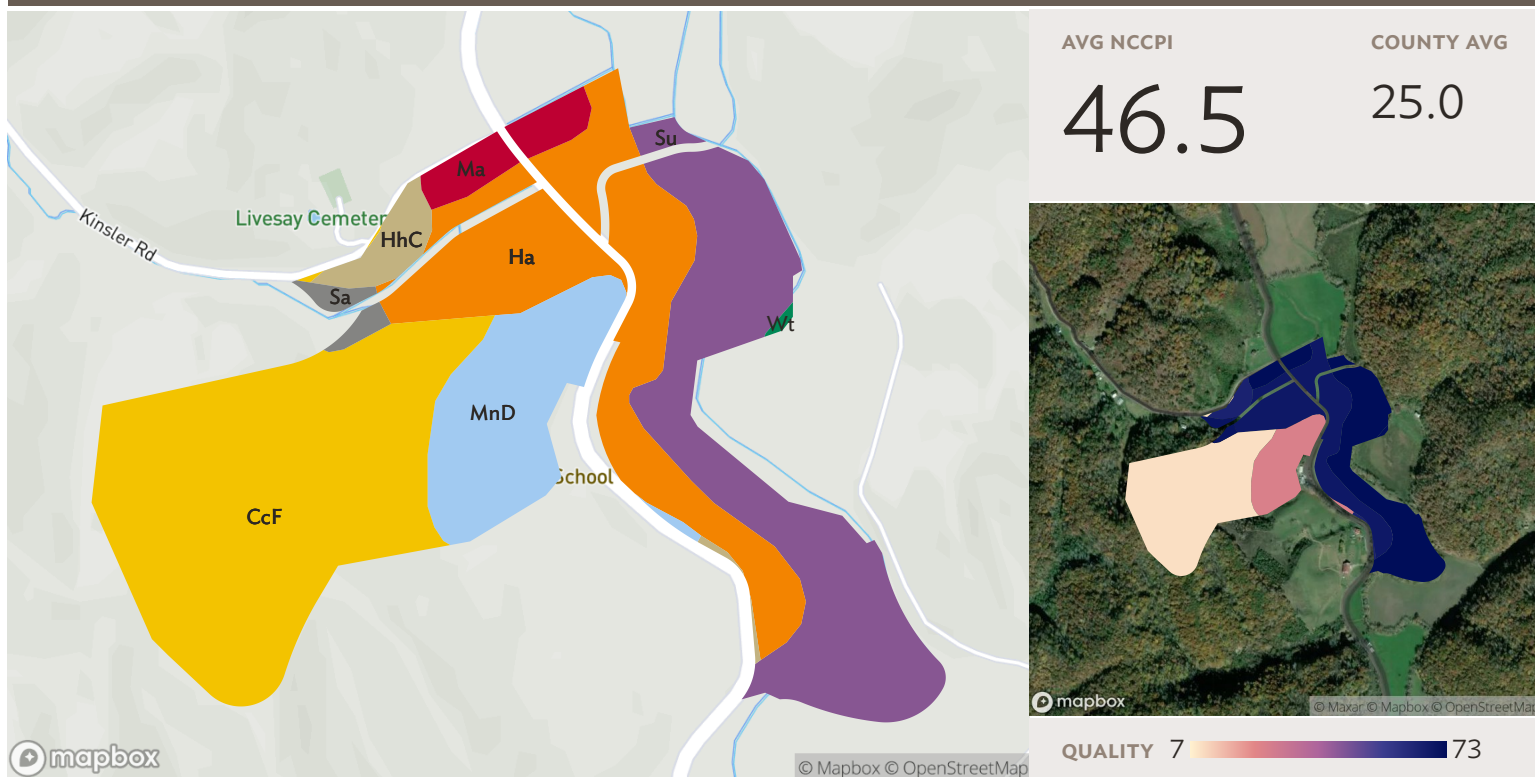 Su
Ma
Livesay Cemeter
Kinsler Rd
HhC
Ha
Sa
Wt
MnD
School
CcF
mapbox
© Mapbox © OpenStreetMap
AVG NCCPI
COUNTY AVG
46.5
25.0
mapbox
© Maxar © Mapbox © OpenStreetMap
QUALITY 7 73